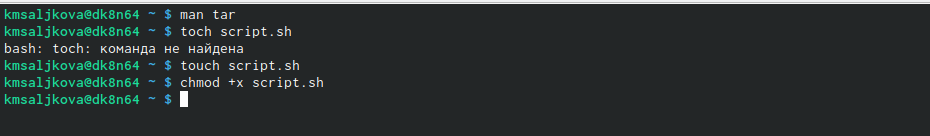 kmsaljkova@dk8n64 ~ $ man tar
kmsaljkova@dk8n64 ~ $ toch script.sh
bash: toch: команда не найдена
kmsaljkova@dk8n64 ~ $ touch script.sh
kmsaljkova@dk8n64 ~ $ chmod +x script.sh
kmsaljkova@dk8n64 ~ $